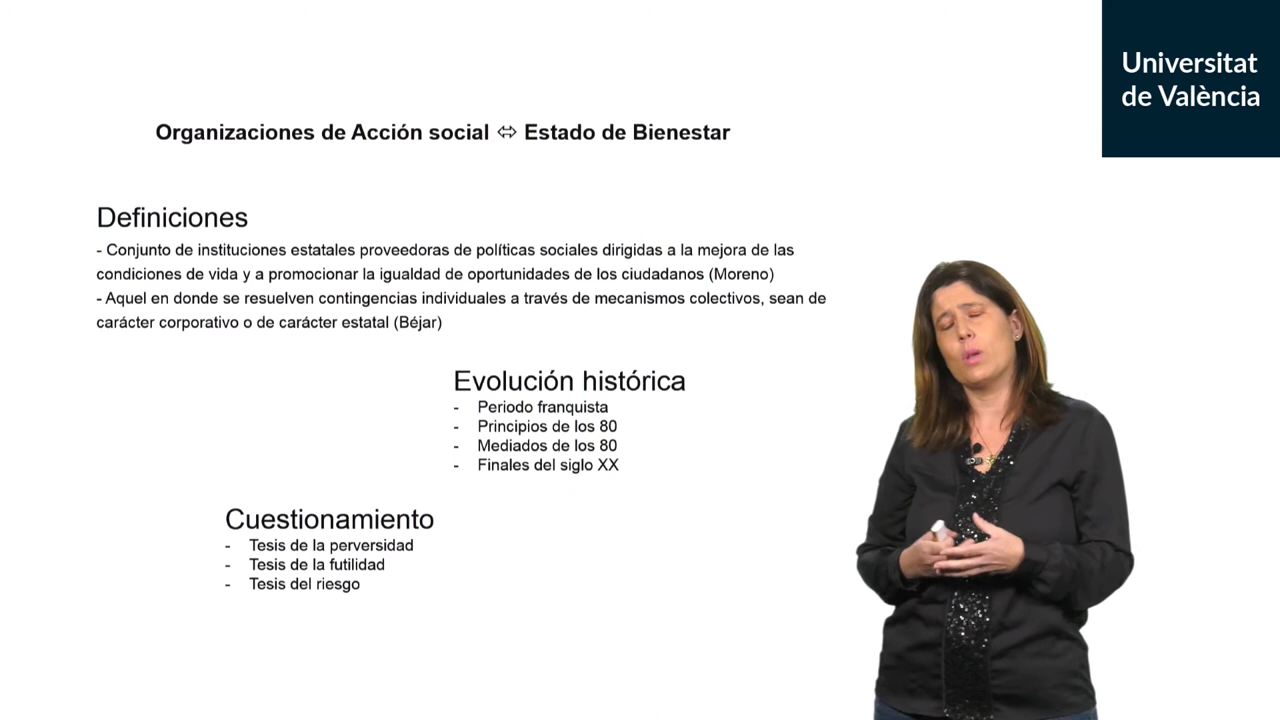 Universitat
de València
Organizaciones de Acción social ⬄ Estado de Bienestar
Definiciones
- Conjunto de instituciones estatales proveedoras de políticas sociales dirigidas a la mejora de las
condiciones de vida y a promocionar la igualdad de oportunidades de los ciudadanos (Moreno)
- Aquel en donde se resuelven contingencias individuales a través de mecanismos colectivos, sean de
carácter corporativo o de carácter estatal (Béjar)
Evolución histórica
- Periodo franquista
- Principios de los 80
- Mediados de los 80
- Finales del siglo XX
Cuestionamiento
- Tesis de la perversidad
- Tesis de la futilidad
- Tesis del riesgo